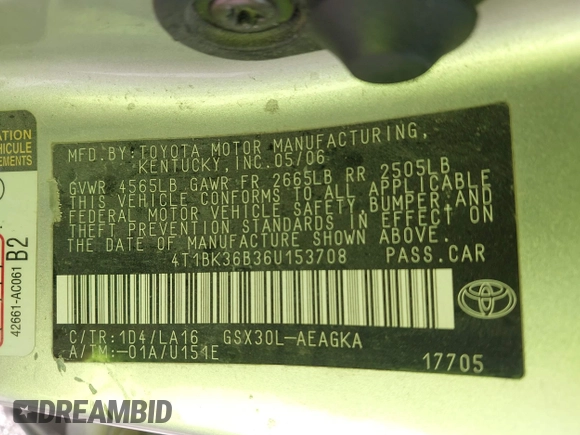 ATION
VEHICULE
REMENTS
42661-AC061
B2
MFD.BY:TOYOTA MOTOR MANUFACTURING,
KENTUCKY, INC.05/06
GVWR 4565LB GAWR FR 2665LB RR 2505LB
THIS VEHICLE CONFORMS TO ALL APPLICABLE
FEDERAL MOTOR VEHICLE SAFETY, BUMPER, AND
THEFT PREVENTION STANDARDS IN EFFECT ON
THE DATE OF MANUFACTURE SHOWN ABOVE.
4T1BK36B36U153708 PASS.CAR
C/TR:1D4/LA16 GSX30L-AEAGKA
A/TM:-01A/U151E
17705
DREAMBID